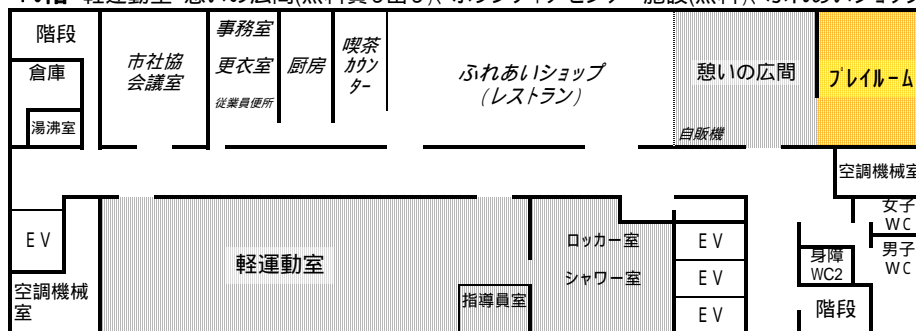 階段
倉庫
湯沸室
市社協
会議室
事務室
更衣室
従業員便所
厨房
喫茶
ｶｳﾝ
ﾀｰ
ふれあいショップ
(レストラン)
憩いの広間
自販機
ﾌﾟﾚｲﾙｰﾑ
空調機械室
女子
WC
男子
WC
身障
WC2
階段
EV
空調機械
室
軽運動室
指導員室
ロッカー室
シャワー室
EV
EV
EV